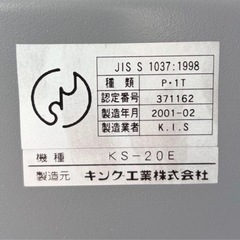 JIS S 1037:1998
種類 P・1T
認定番号 371162
製造年月 2001-02
製造業者 K.I.S
機種 KS-20E
製造元 キング工業株式会社